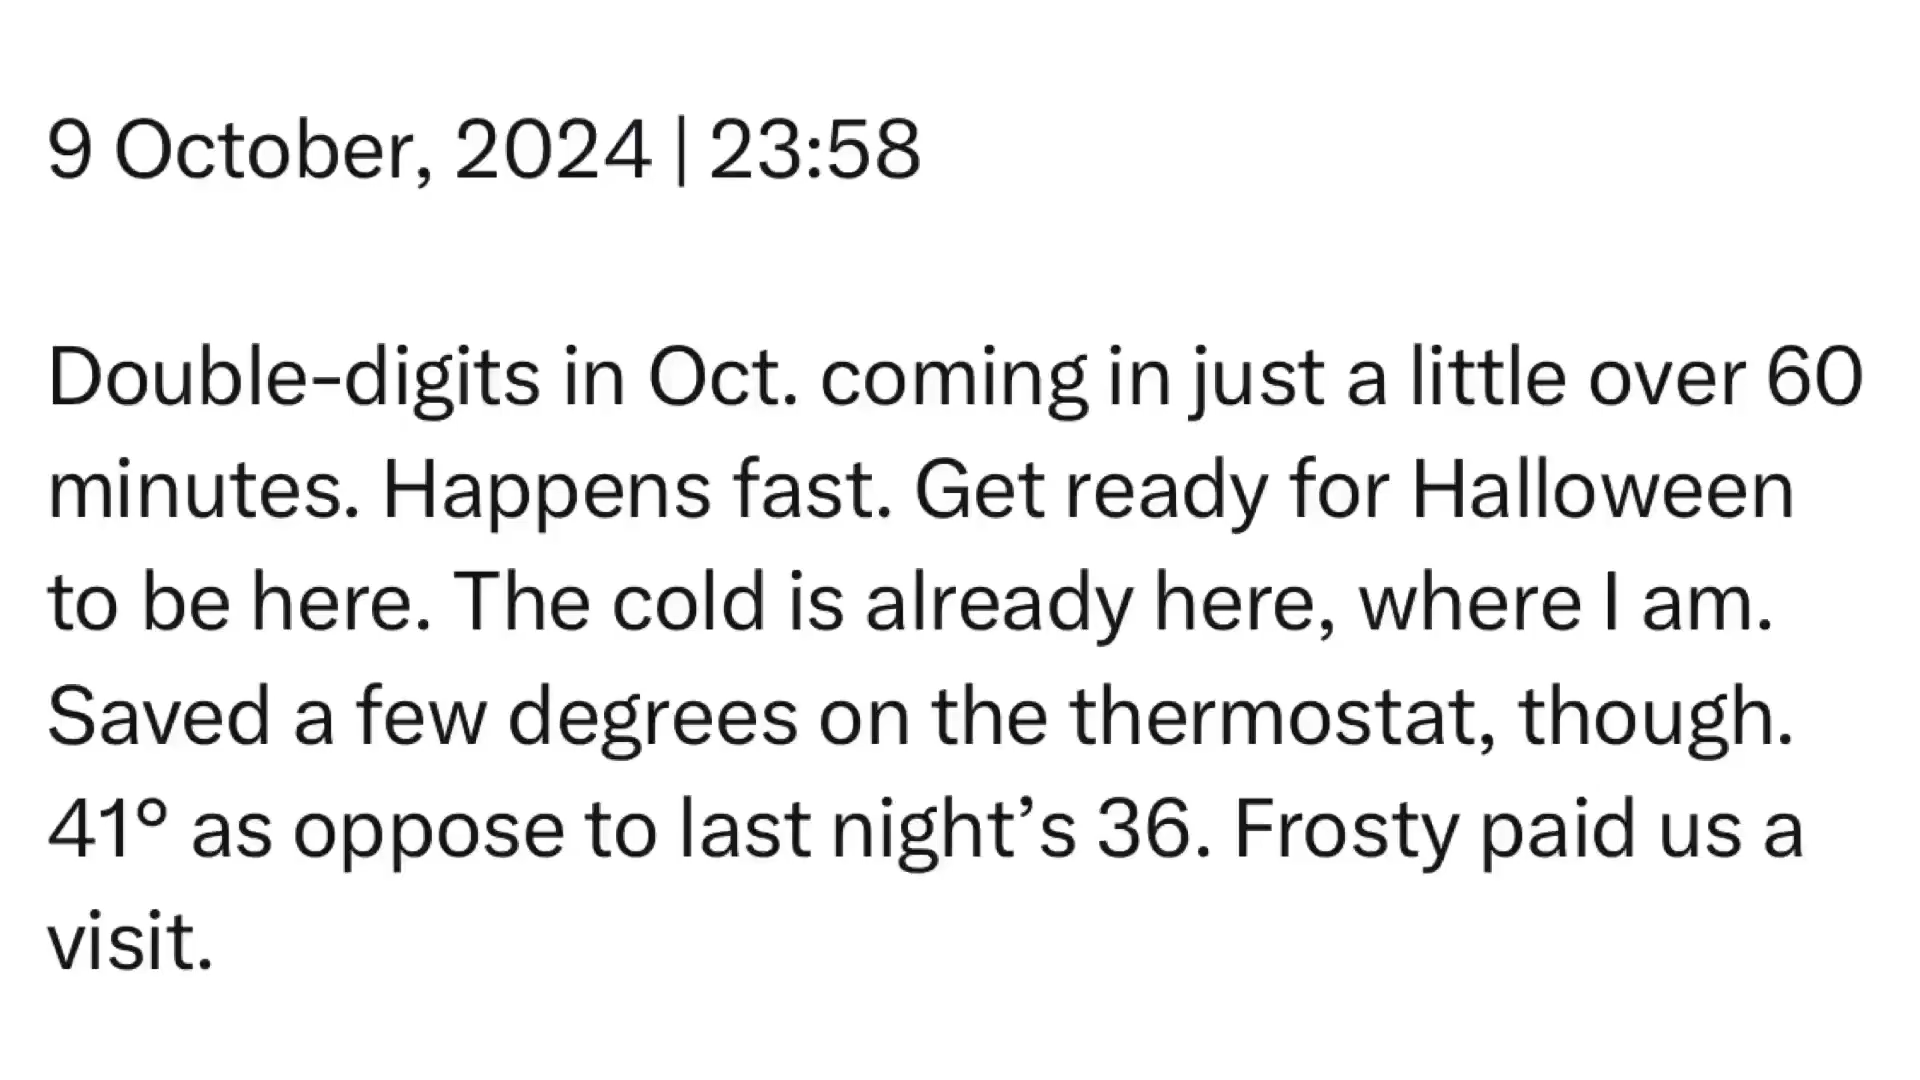 9 October, 2024 | 23:58
Double-digits in Oct. coming in just a little over 60
minutes. Happens fast. Get ready for Halloween
to be here. The cold is already here, where I am.
Saved a few degrees on the thermostat, though.
41° as oppose to last night’s 36. Frosty paid us a
visit.